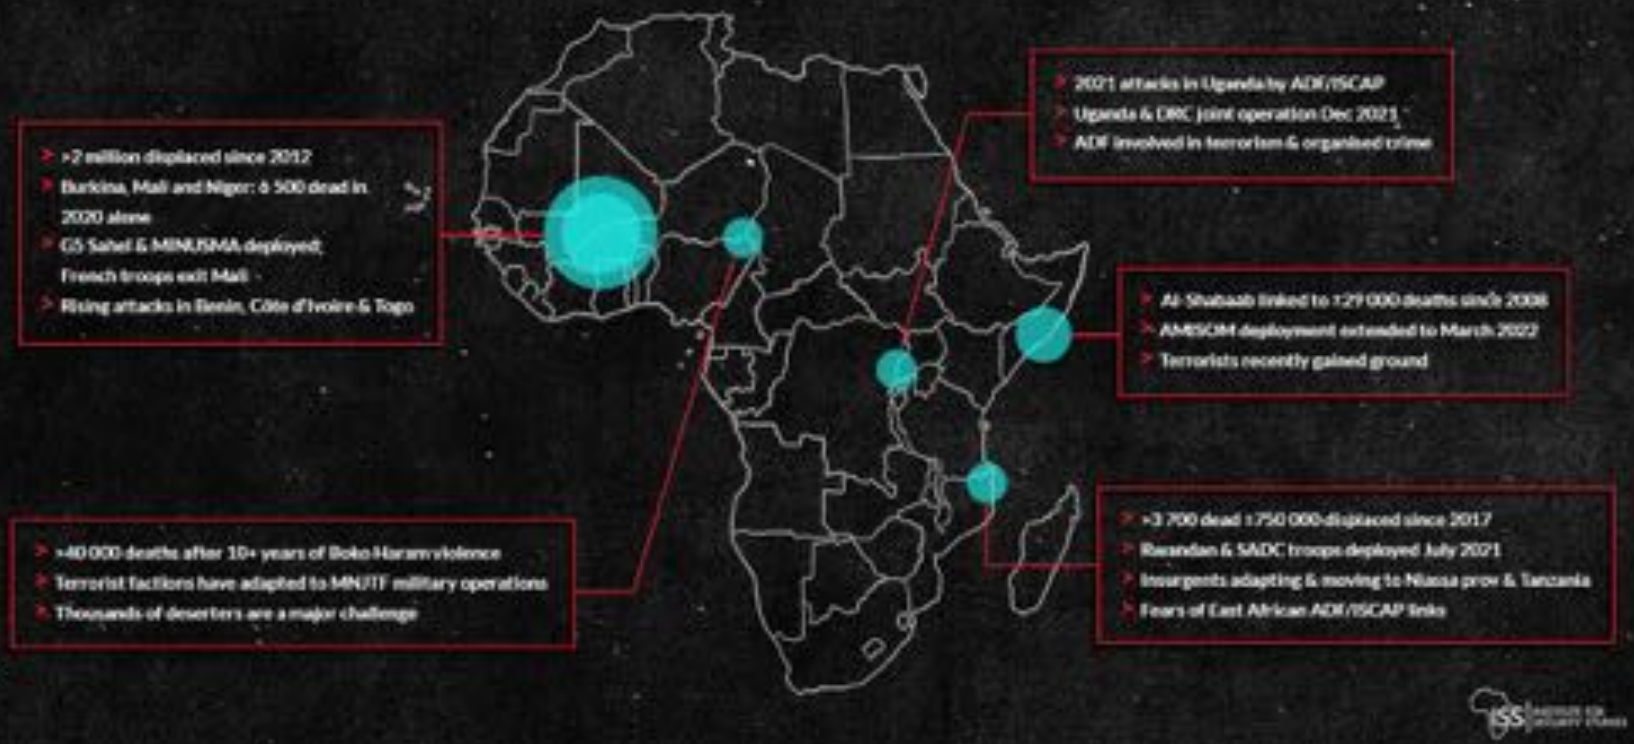 > >2 million displaced since 2012
> Burkina, Mali and Niger: 6 500 dead in
2020 alone
> G5 Sahel & MINUSMA deployed;
French troops exit Mali
> Rising attacks in Benin, Côte d'Ivoire & Togo
> 2021 attacks in Uganda by ADF/ISCAP
> Uganda & DRC joint operation Dec 2021
> ADF involved in terrorism & organised crime
> Al-Shabaab linked to ±29 000 deaths since 2008
> AMISOM deployment extended to March 2022
> Terrorists recently gained ground
> >40 000 deaths after 10+ years of Boko Haram violence
> Terrorist factions have adapted to MNJTF military operations
> Thousands of deserters are a major challenge
> >3 700 dead ±750 000 displaced since 2017
> Rwandan & SADC troops deployed July 2021
> Insurgents adapting & moving to Niassa prov & Tanzania
> Fears of East African ADF/ISCAP links
ISS INSTITUTE FOR
SECURITY STUDIES